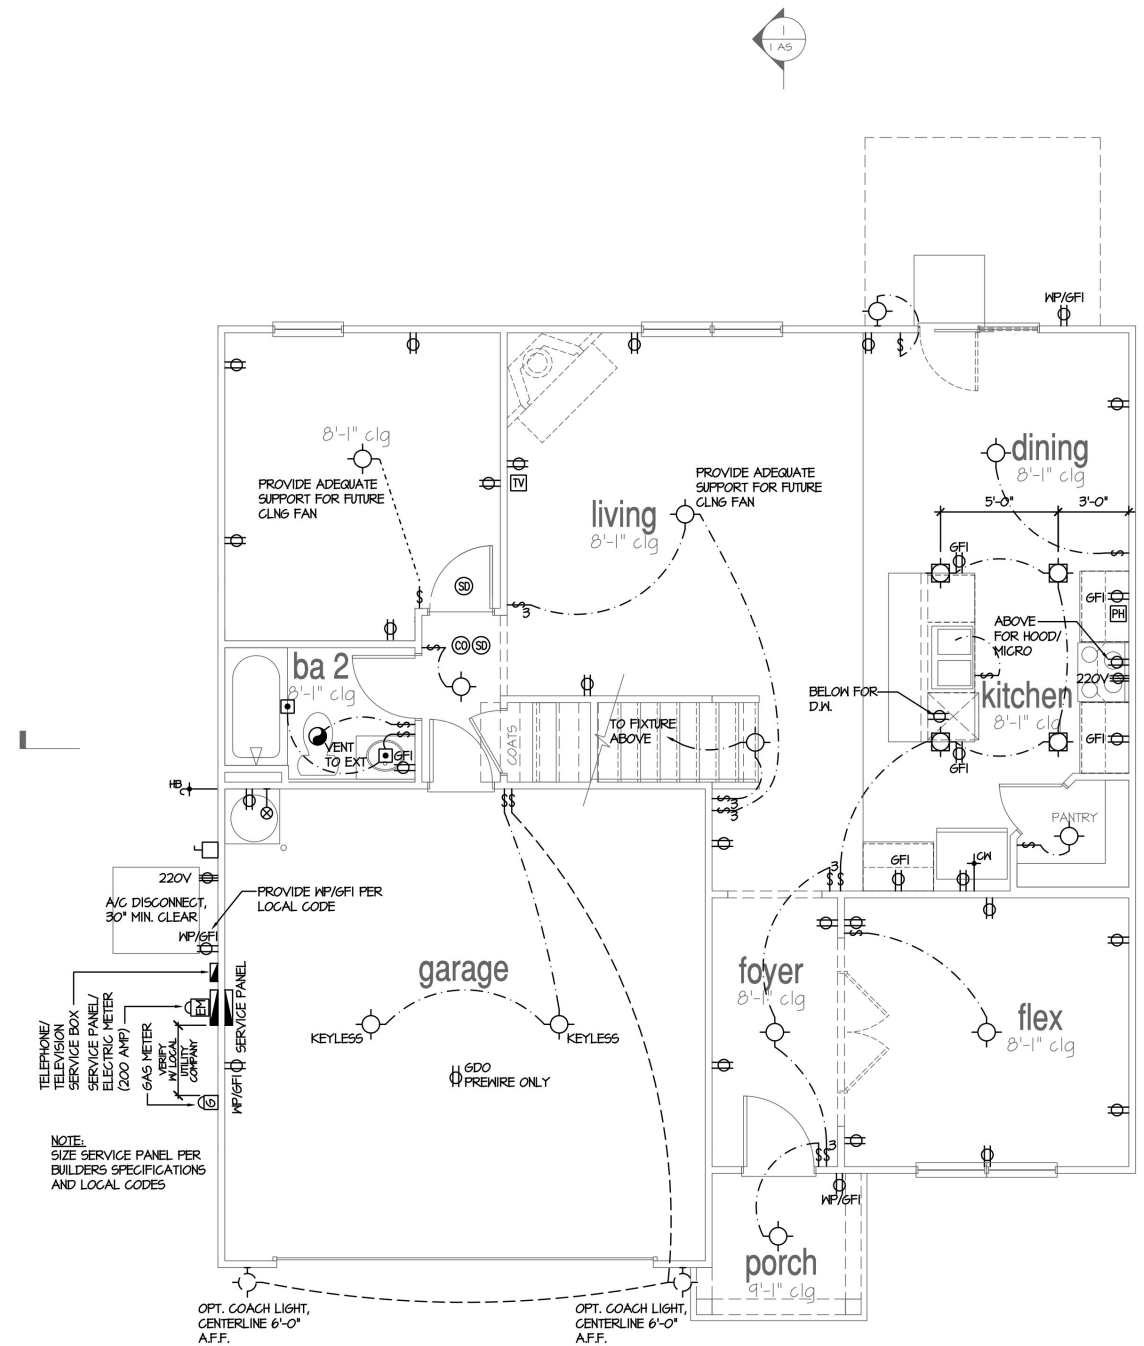 1
1 A5
WP/GFI
8'-1" clg
PROVIDE ADEQUATE
SUPPORT FOR FUTURE
CLNG FAN
TV
living
8'-1" clg
PROVIDE ADEQUATE
SUPPORT FOR FUTURE
CLNG FAN
dining
8'-1" clg
5'-0"
3'-0"
$
$
GFI
SD
$
$
3
GFI
PH
ABOVE
FOR HOOD/
MICRO
220V
CO
SD
$
$
ba 2
8'-1" clg
VENT
TO EXT
$
$
GFI
COATS
TO FIXTURE
ABOVE
BELOW FOR
D.W.
kitchen
8'-1" clg
GFI
GFI
HB
$$
$
3
$
3
PANTRY
$
220V
A/C DISCONNECT,
30" MIN. CLEAR
PROVIDE WP/GFI PER
LOCAL CODE
WP/GFI
3
$$
GFI
CW
$
garage
foyer
8'-1" clg
flex
8'-1" clg
TELEPHONE/
TELEVISION
SERVICE BOX
SERVICE PANEL/
ELECTRIC METER
(200 AMP)
GAS METER
VERIFY
W/LOCAL
UTILITY
COMPANY
EM
G
SERVICE PANEL
WP/GFI
KEYLESS
KEYLESS
GDO
PREWIRE ONLY
NOTE:
SIZE SERVICE PANEL PER
BUILDERS SPECIFICATIONS
AND LOCAL CODES
3
$$
WP/GFI
porch
9'-1" clg
OPT. COACH LIGHT,
CENTERLINE 6'-0"
A.F.F.
OPT. COACH LIGHT,
CENTERLINE 6'-0"
A.F.F.